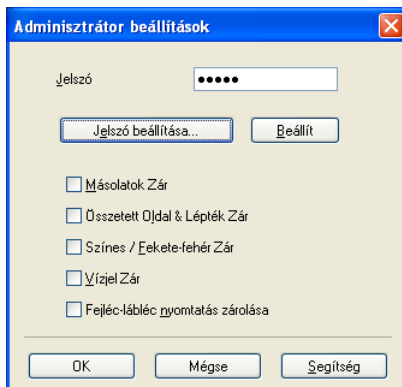 Adminisztrátor beállítások
Jelszó •••••
Jelszó beállítása... Beállít
Másolatok Zár
Összetett Oldal & Lépték Zár
Színes / Fekete-fehér Zár
Vízjel Zár
Fejléc-lábléc nyomtatás zárolása
OK Mégse Segítség